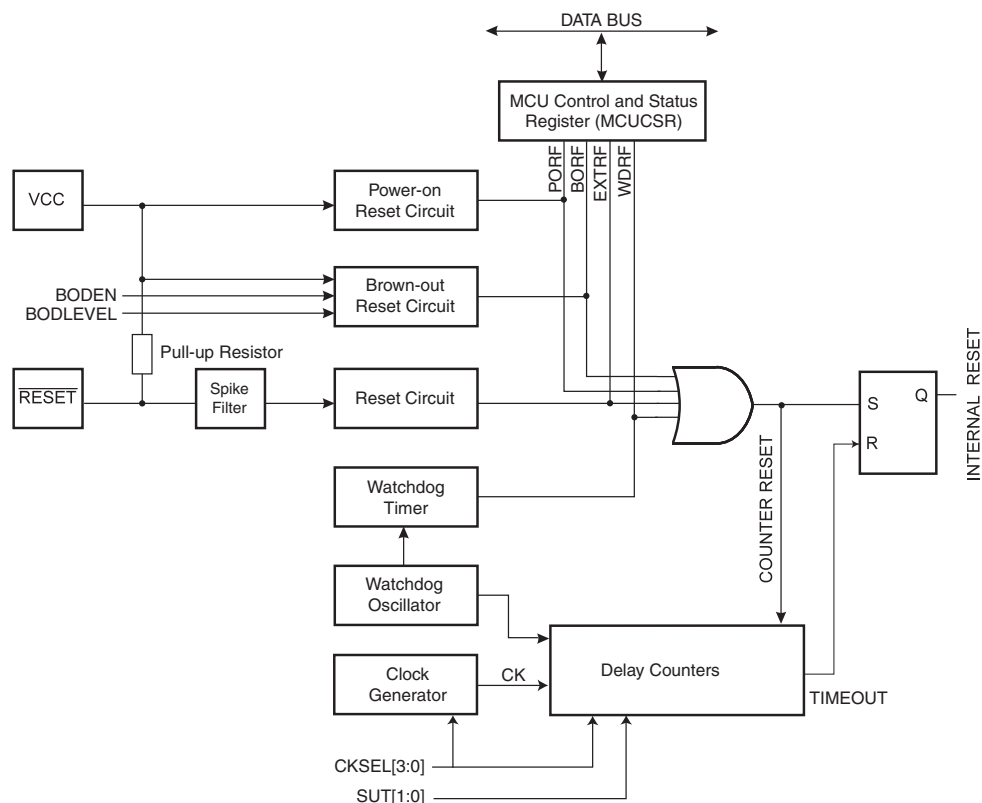 DATA BUS
MCU Control and Status
Register (MCUCSR)
PORF
BORF
EXTRF
WDRF
VCC
Power-on
Reset Circuit
BODEN
BODLEVEL
Brown-out
Reset Circuit
Pull-up Resistor
RESET
Spike
Filter
Reset Circuit
S
Q
R
INTERNAL RESET
Watchdog
Timer
COUNTER RESET
Watchdog
Oscillator
Clock
Generator
CK
Delay Counters
TIMEOUT
CKSEL[3:0]
SUT[1:0]